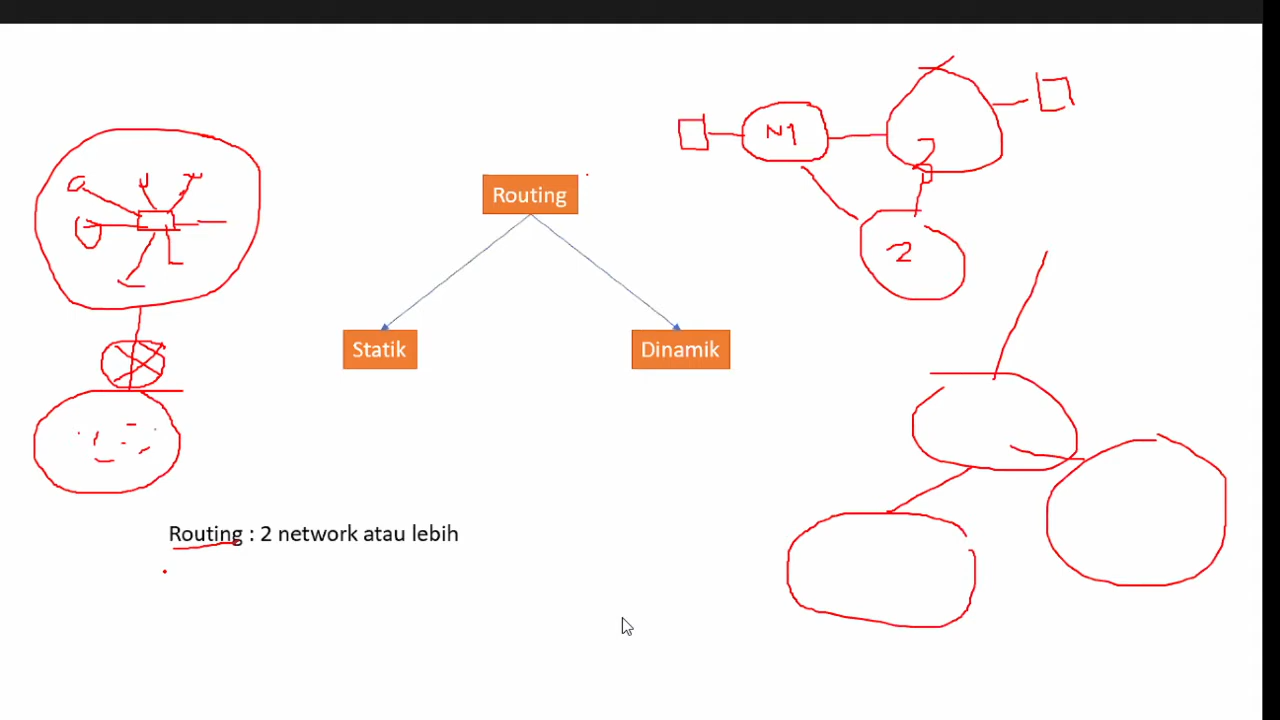 N1
2
Routing
Statik
Dinamik
Routing : 2 network atau lebih